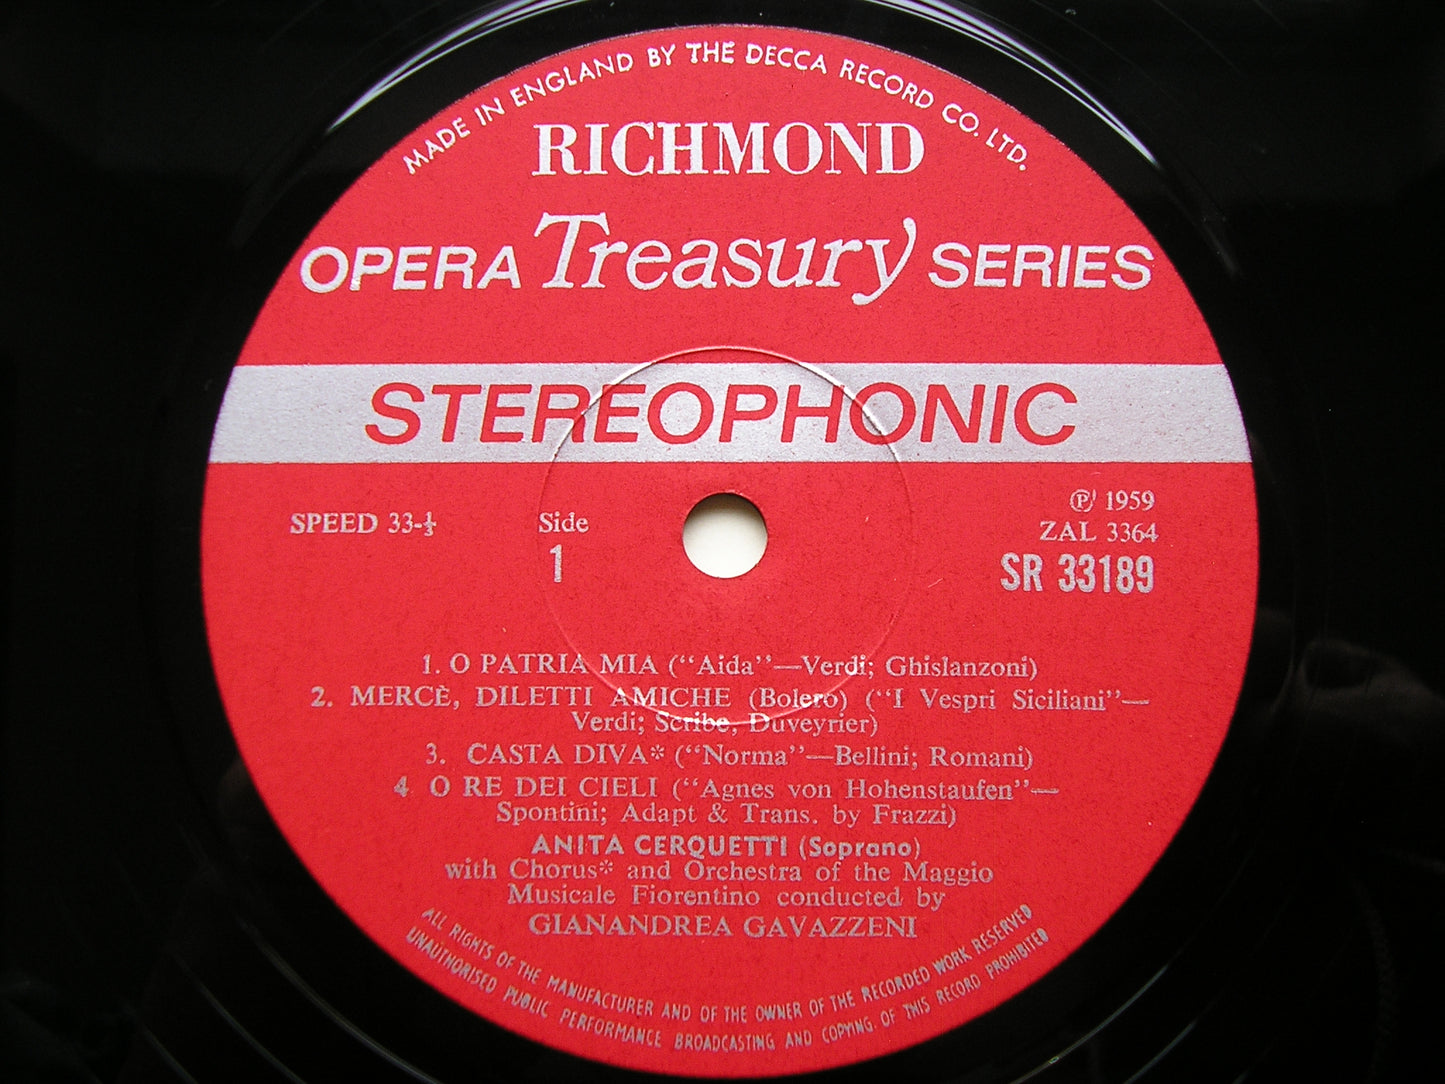 MADE IN ENGLAND BY THE DECCA RECORD CO. LTD.
RICHMOND
OPERA Treasury SERIES
STEREOPHONIC
SPEED 33-⅓
Side
1
Ⓟ 1959
ZAL 3364
SR 33189
1. O PATRIA MIA (“Aida”—Verdi; Ghislanzoni)
2. MERCÈ, DILETTI AMICHE (Bolero) (“I Vespri Siciliani”—
Verdi; Scribe, Duveyrier)
3. CASTA DIVA* (“Norma”—Bellini; Romani)
4 O RE DEI CIELI (“Agnes von Hohenstaufen”—
Spontini; Adapt & Trans. by Frazzi)
ANITA CERQUETTI (Soprano)
with Chorus* and Orchestra of the Maggio
Musicale Fiorentino conducted by
GIANANDREA GAVAZZENI
ALL RIGHTS OF THE MANUFACTURER AND OF THE OWNER OF THE RECORDED WORK RESERVED
UNAUTHORISED PUBLIC PERFORMANCE BROADCASTING AND COPYING OF THIS RECORD PROHIBITED